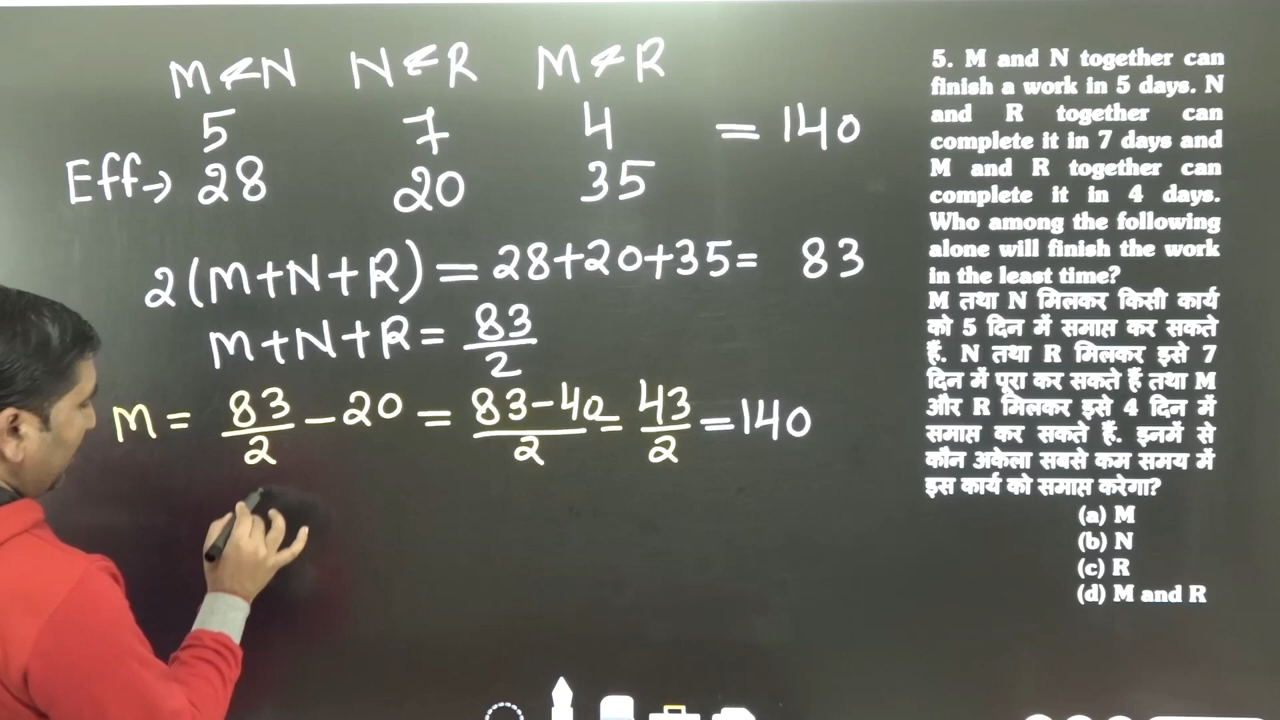 M & N N & R M & R
5 7 4 = 140
Eff→ 28 20 35
2(M+N+R) = 28+20+35= 83
M+N+R= 83/2
M = 83/2 - 20 = 83-40/2 = 43/2 = 140
5. M and N together can
finish a work in 5 days. N
and R together can
complete it in 7 days and
M and R together can
complete it in 4 days.
Who among the following
alone will finish the work
in the least time?
M तथा N मिलकर किसी कार्य
को 5 दिन में समाप्त कर सकते
हैं. N तथा R मिलकर इसे 7
दिन में पूरा कर सकते हैं तथा M
और R मिलकर इसे 4 दिन में
समाप्त कर सकते हैं. इनमें से
कौन अकेला सबसे कम समय में
इस कार्य को समाप्त करेगा?
(a) M
(b) N
(c) R
(d) M and R